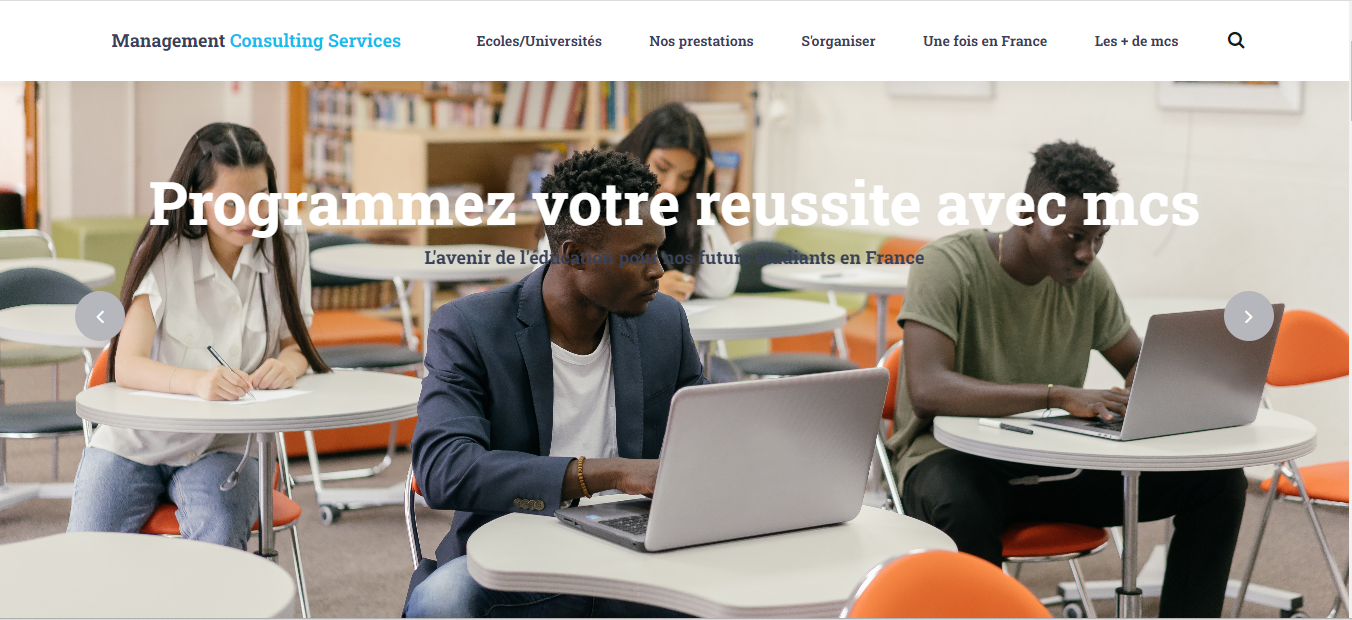 Management Consulting Services
Ecoles/Universités
Nos prestations
S'organiser
Une fois en France
Les + de mcs
Programmez votre reussite avec mcs
L'avenir de l'éducation pour nos futurs étudiants en France